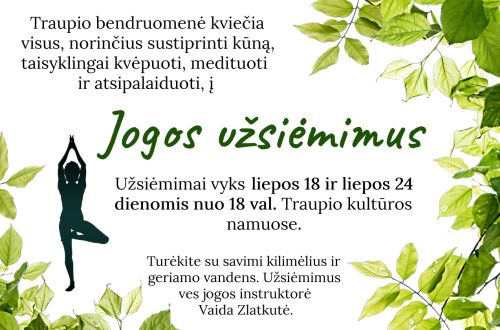 Traupio bendruomenė kviečia
visus, norinčius sustiprinti kūną,
taisyklingai kvėpuoti, medituoti
ir atsipalaiduoti, į
Jogos užsiėmimus
Užsiėmimai vyks liepos 18 ir liepos 24
dienomis nuo 18 val. Traupio kultūros
namuose.
Turėkite su savimi kilimėlius ir
geriamo vandens. Užsiėmimus
ves jogos instruktorė
Vaida Zlatkutė.